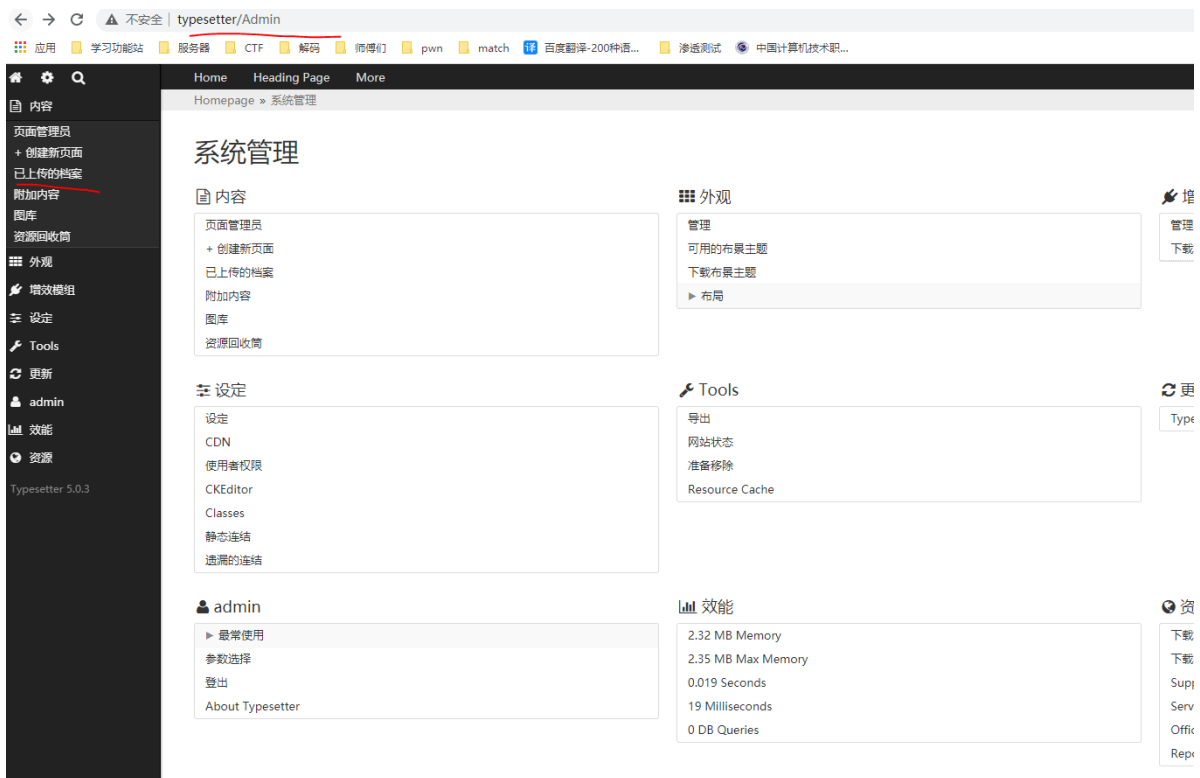 不安全 | typesetter/Admin
应用 学习功能站 服务器 CTF 解码 师傅们 pwn match 百度翻译-200种语... 渗透测试 中国计算机技术职...
Home Heading Page More
内容
Homepage » 系统管理
页面管理员
+ 创建新页面
已上传的档案
附加内容
图库
资源回收筒
外观
增效模组
设定
Tools
更新
admin
效能
资源
Typesetter 5.0.3
系统管理
内容
页面管理员
+ 创建新页面
已上传的档案
附加内容
图库
资源回收筒
外观
管理
可用的布景主题
下载布景主题
▶ 布局
增
管理
下载
设定
设定
CDN
使用者权限
CKEditor
Classes
静态连结
遗漏的连结
Tools
导出
网站状态
准备移除
Resource Cache
更
Type
admin
▶ 最常使用
参数选择
登出
About Typesetter
效能
2.32 MB Memory
2.35 MB Max Memory
0.019 Seconds
19 Milliseconds
0 DB Queries
资
下载
下载
Supp
Serv
Offic
Repo